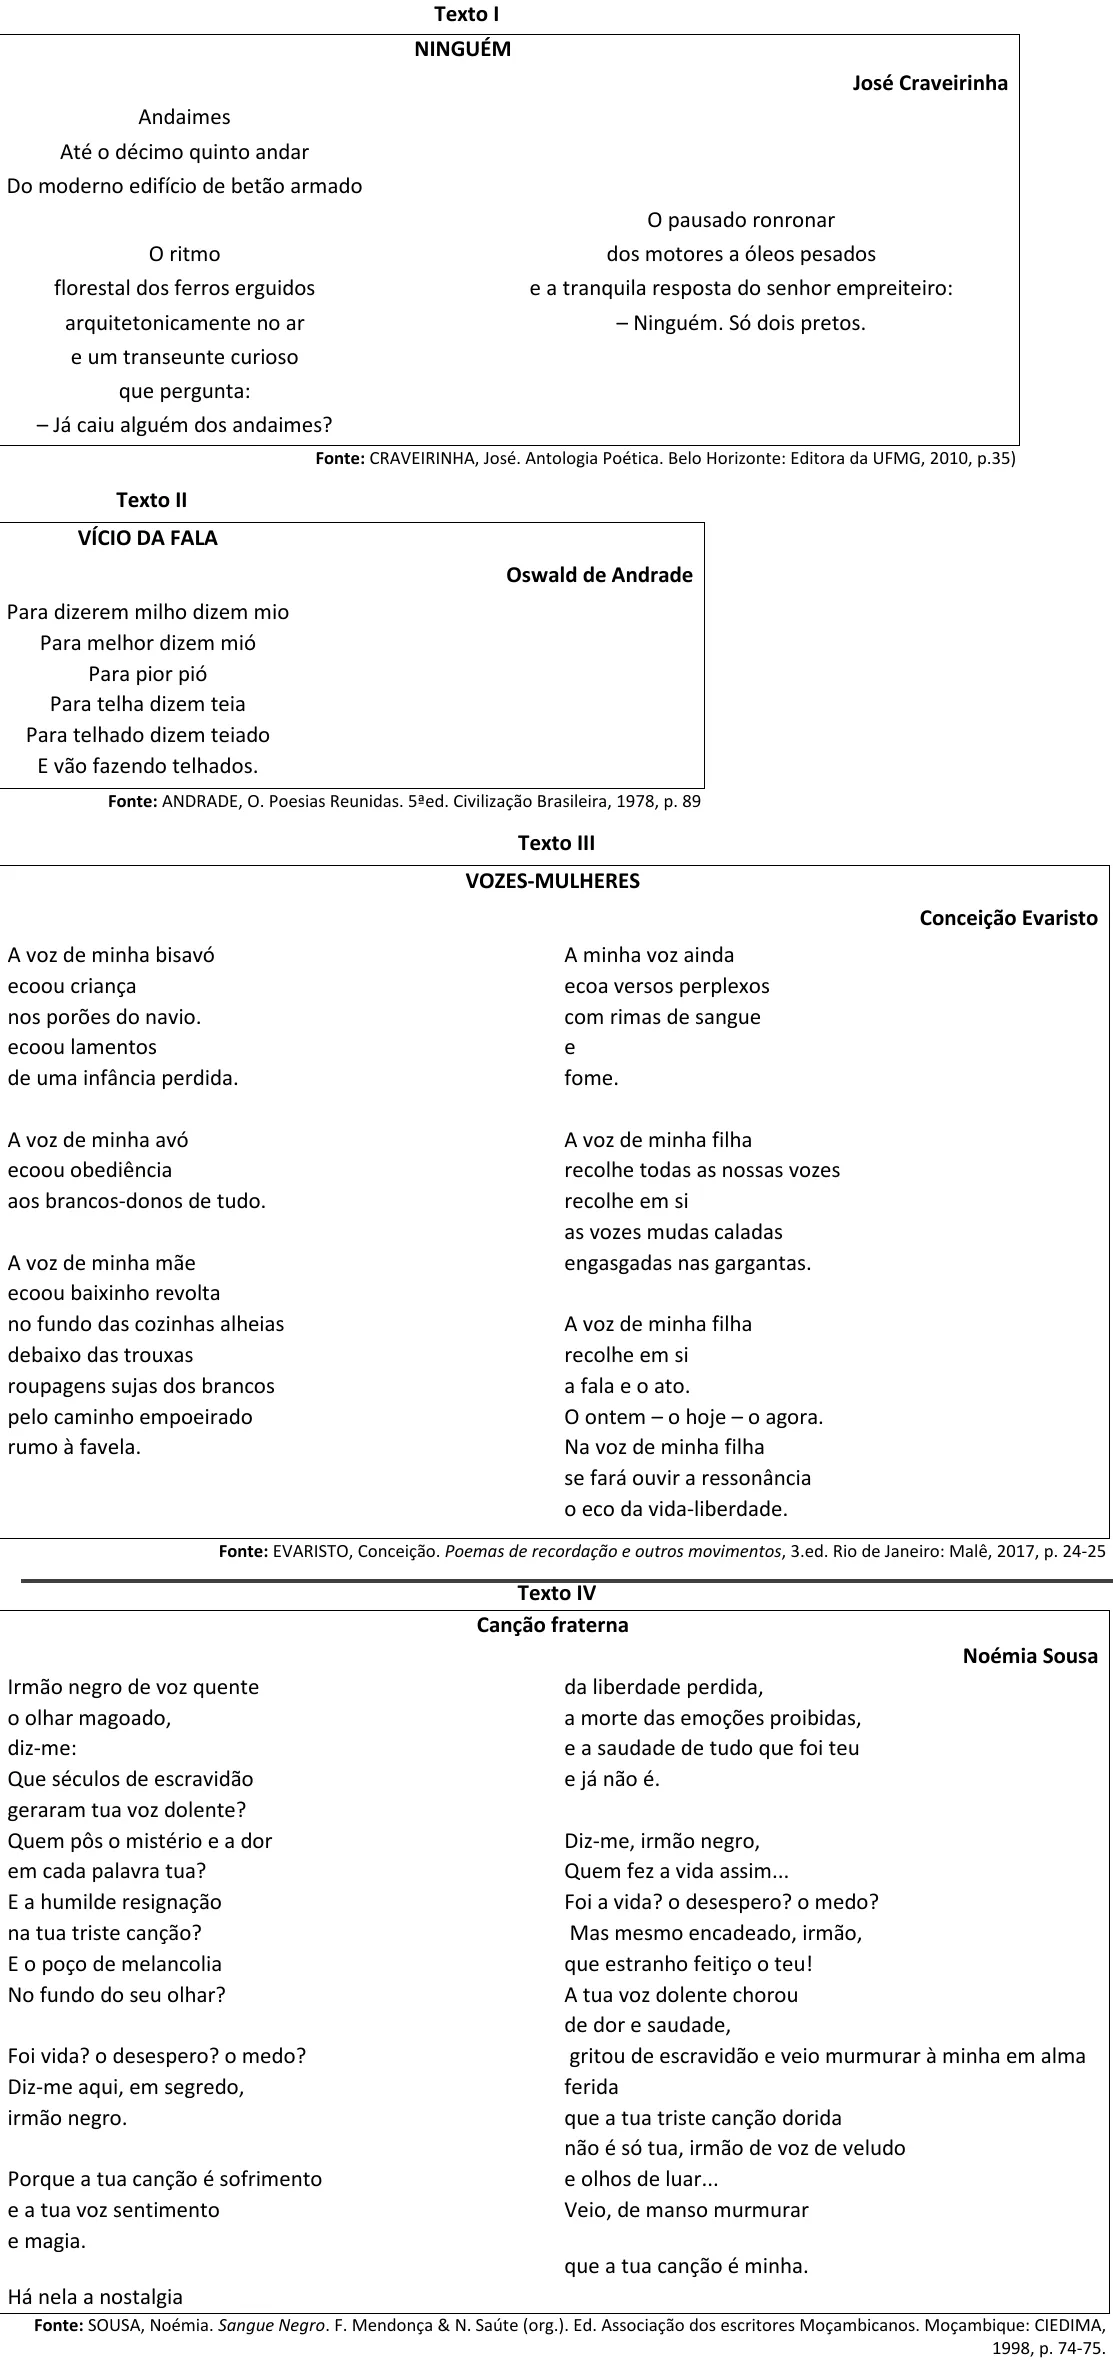 Texto I
NINGUÉM
José Craveirinha
Andaimes
Até o décimo quinto andar
Do moderno edifício de betão armado
O ritmo
florestal dos ferros erguidos
arquitetonicamente no ar
e um transeunte curioso
que pergunta:
– Já caiu alguém dos andaimes?
O pausado ronronar
dos motores a óleos pesados
e a tranquila resposta do senhor empreiteiro:
– Ninguém. Só dois pretos.
Fonte: CRAVEIRINHA, José. Antologia Poética. Belo Horizonte: Editora da UFMG, 2010, p.35)
Texto II
VÍCIO DA FALA
Oswald de Andrade
Para dizerem milho dizem mio
Para melhor dizem mió
Para pior pió
Para telha dizem teia
Para telhado dizem teiado
E vão fazendo telhados.
Fonte: ANDRADE, O. Poesias Reunidas. 5ªed. Civilização Brasileira, 1978, p. 89
Texto III
VOZES-MULHERES
Conceição Evaristo
A voz de minha bisavó
ecoou criança
nos porões do navio.
ecoou lamentos
de uma infância perdida.
A voz de minha avó
ecoou obediência
aos brancos-donos de tudo.
A voz de minha mãe
ecoou baixinho revolta
no fundo das cozinhas alheias
debaixo das trouxas
roupagens sujas dos brancos
pelo caminho empoeirado
rumo à favela.
A minha voz ainda
ecoa versos perplexos
com rimas de sangue
e
fome.
A voz de minha filha
recolhe todas as nossas vozes
recolhe em si
as vozes mudas caladas
engasgadas nas gargantas.
A voz de minha filha
recolhe em si
a fala e o ato.
O ontem – o hoje – o agora.
Na voz de minha filha
se fará ouvir a ressonância
o eco da vida-liberdade.
Fonte: EVARISTO, Conceição. Poemas de recordação e outros movimentos, 3.ed. Rio de Janeiro: Malê, 2017, p. 24-25
Texto IV
Canção fraterna
Noémia Sousa
Irmão negro de voz quente
o olhar magoado,
diz-me:
Que séculos de escravidão
geraram tua voz dolente?
Quem pôs o mistério e a dor
em cada palavra tua?
E a humilde resignação
na tua triste canção?
E o poço de melancolia
No fundo do seu olhar?
Foi vida? o desespero? o medo?
Diz-me aqui, em segredo,
irmão negro.
Porque a tua canção é sofrimento
e a tua voz sentimento
e magia.
Há nela a nostalgia
da liberdade perdida,
a morte das emoções proibidas,
e a saudade de tudo que foi teu
e já não é.
Diz-me, irmão negro,
Quem fez a vida assim...
Foi a vida? o desespero? o medo?
Mas mesmo encadeado, irmão,
que estranho feitiço o teu!
A tua voz dolente chorou
de dor e saudade,
gritou de escravidão e veio murmurar à minha em alma
ferida
que a tua triste canção dorida
não é só tua, irmão de voz de veludo
e olhos de luar...
Veio, de manso murmurar
que a tua canção é minha.
Fonte: SOUSA, Noémia. Sangue Negro. F. Mendonça & N. Saúte (org.). Ed. Associação dos escritores Moçambicanos. Moçambique: CIEDIMA,
1998, p. 74-75.